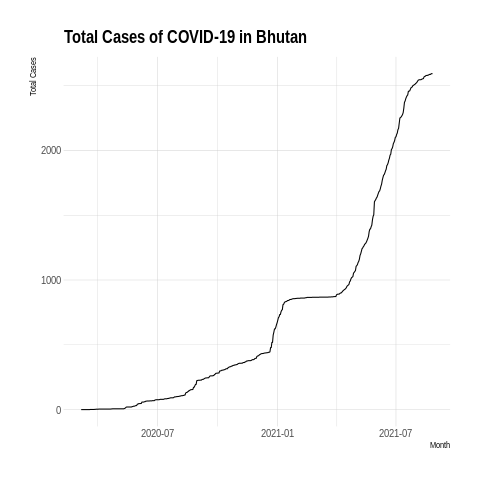 Total Cases of COVID-19 in Bhutan
Total Cases
2000
1000
0
2020-07 2021-01 2021-07
Month